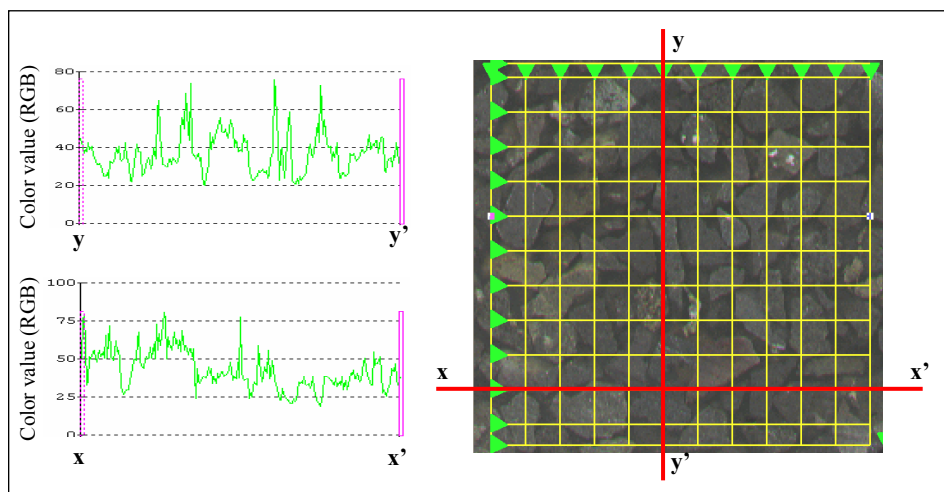 Color value (RGB)
80
60
40
20
0
y
y’
Color value (RGB)
100
75
50
25
0
x
x’
y
x
x’
y’